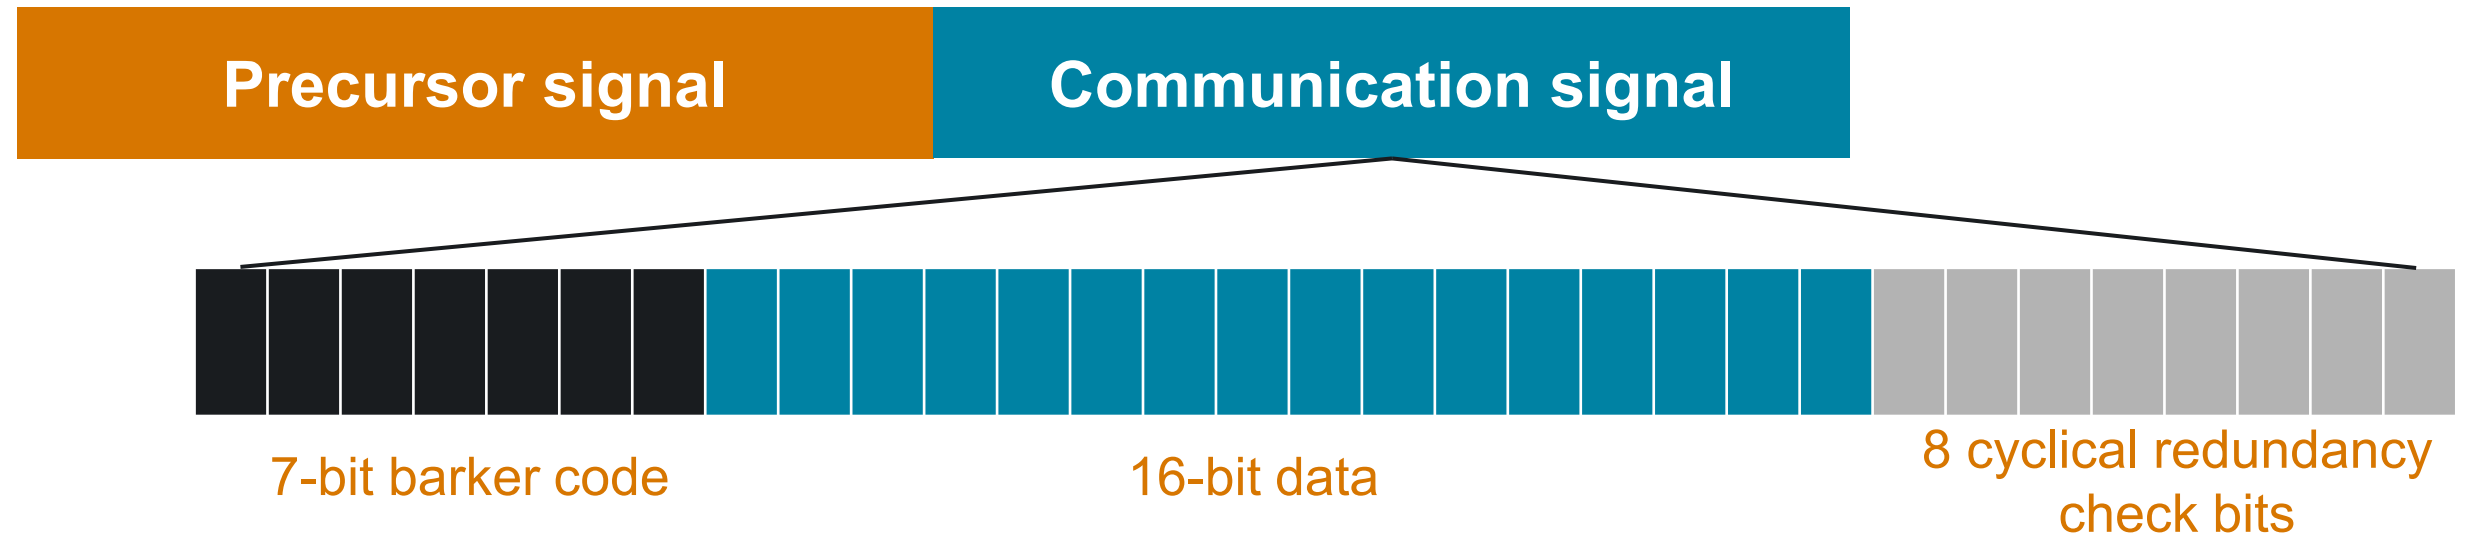 Precursor signal
Communication signal
7-bit barker code
16-bit data
8 cyclical redundancy
check bits